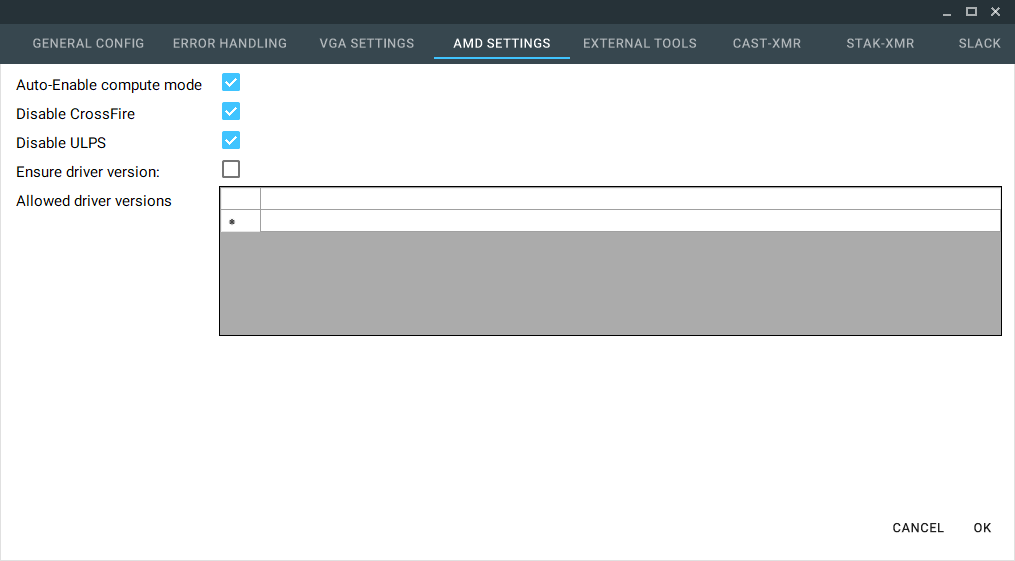 GENERAL CONFIG ERROR HANDLING VGA SETTINGS AMD SETTINGS EXTERNAL TOOLS CAST-XMR STAK-XMR SLACK
Auto-Enable compute mode
Disable CrossFire
Disable ULPS
Ensure driver version:
Allowed driver versions
*
CANCEL OK